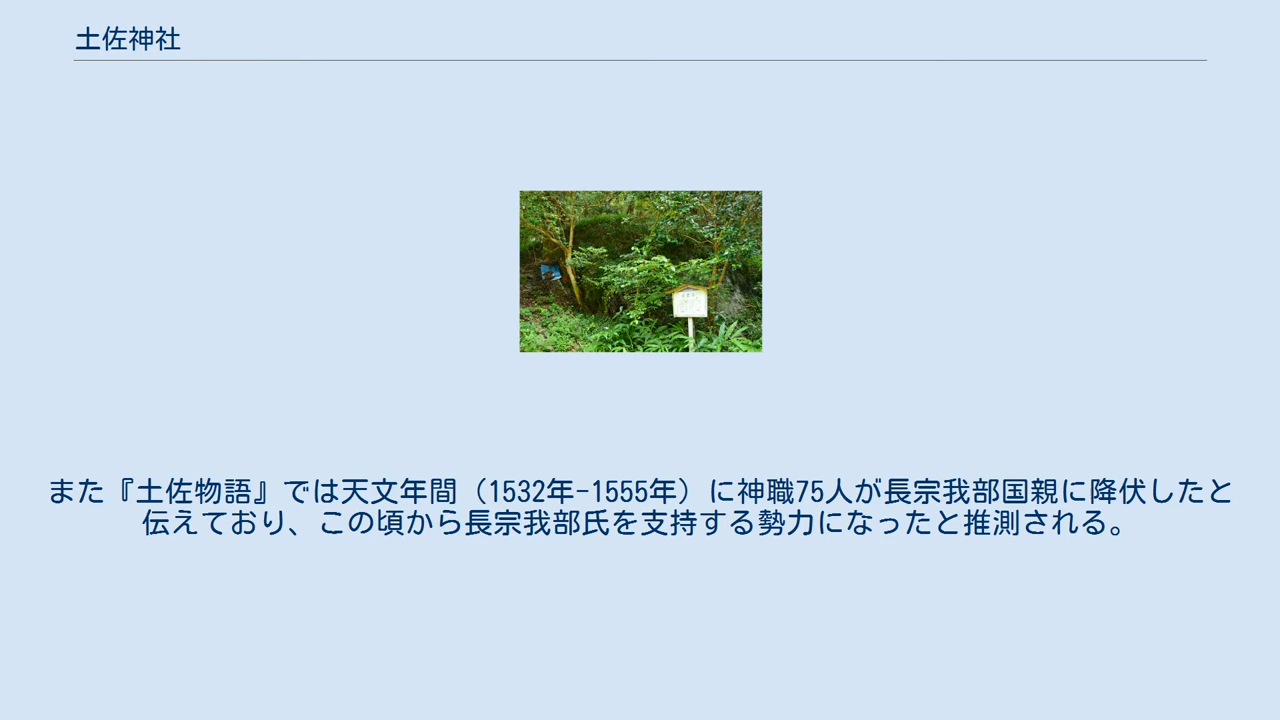 土佐神社
また『土佐物語』では天文年間（1532年-1555年）に神職75人が長宗我部国親に降伏したと
伝えており、この頃から長宗我部氏を支持する勢力になったと推測される。